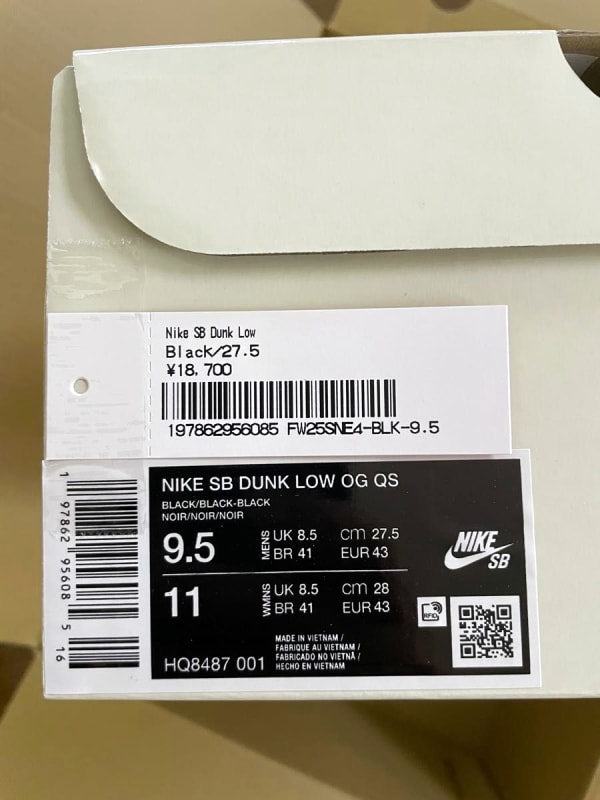 Nike SB Dunk Low
Black/27.5
¥18,700
197862956085 FW25SNE4-BLK-9.5
NIKE SB DUNK LOW OG QS
BLACK/BLACK-BLACK
NOIR/NOIR/NOIR
9.5 MENS UK 8.5 cm 27.5
BR 41 EUR 43
11 WMNS UK 8.5 cm 28
BR 41 EUR 43
NIKE
SB
RFID
MADE IN VIETNAM /
FABRIQUE AU VIETNAM /
FABRICADO NO VIETNÃ /
HECHO EN VIETNAM
HQ8487 001
1 97862 95608 5 16